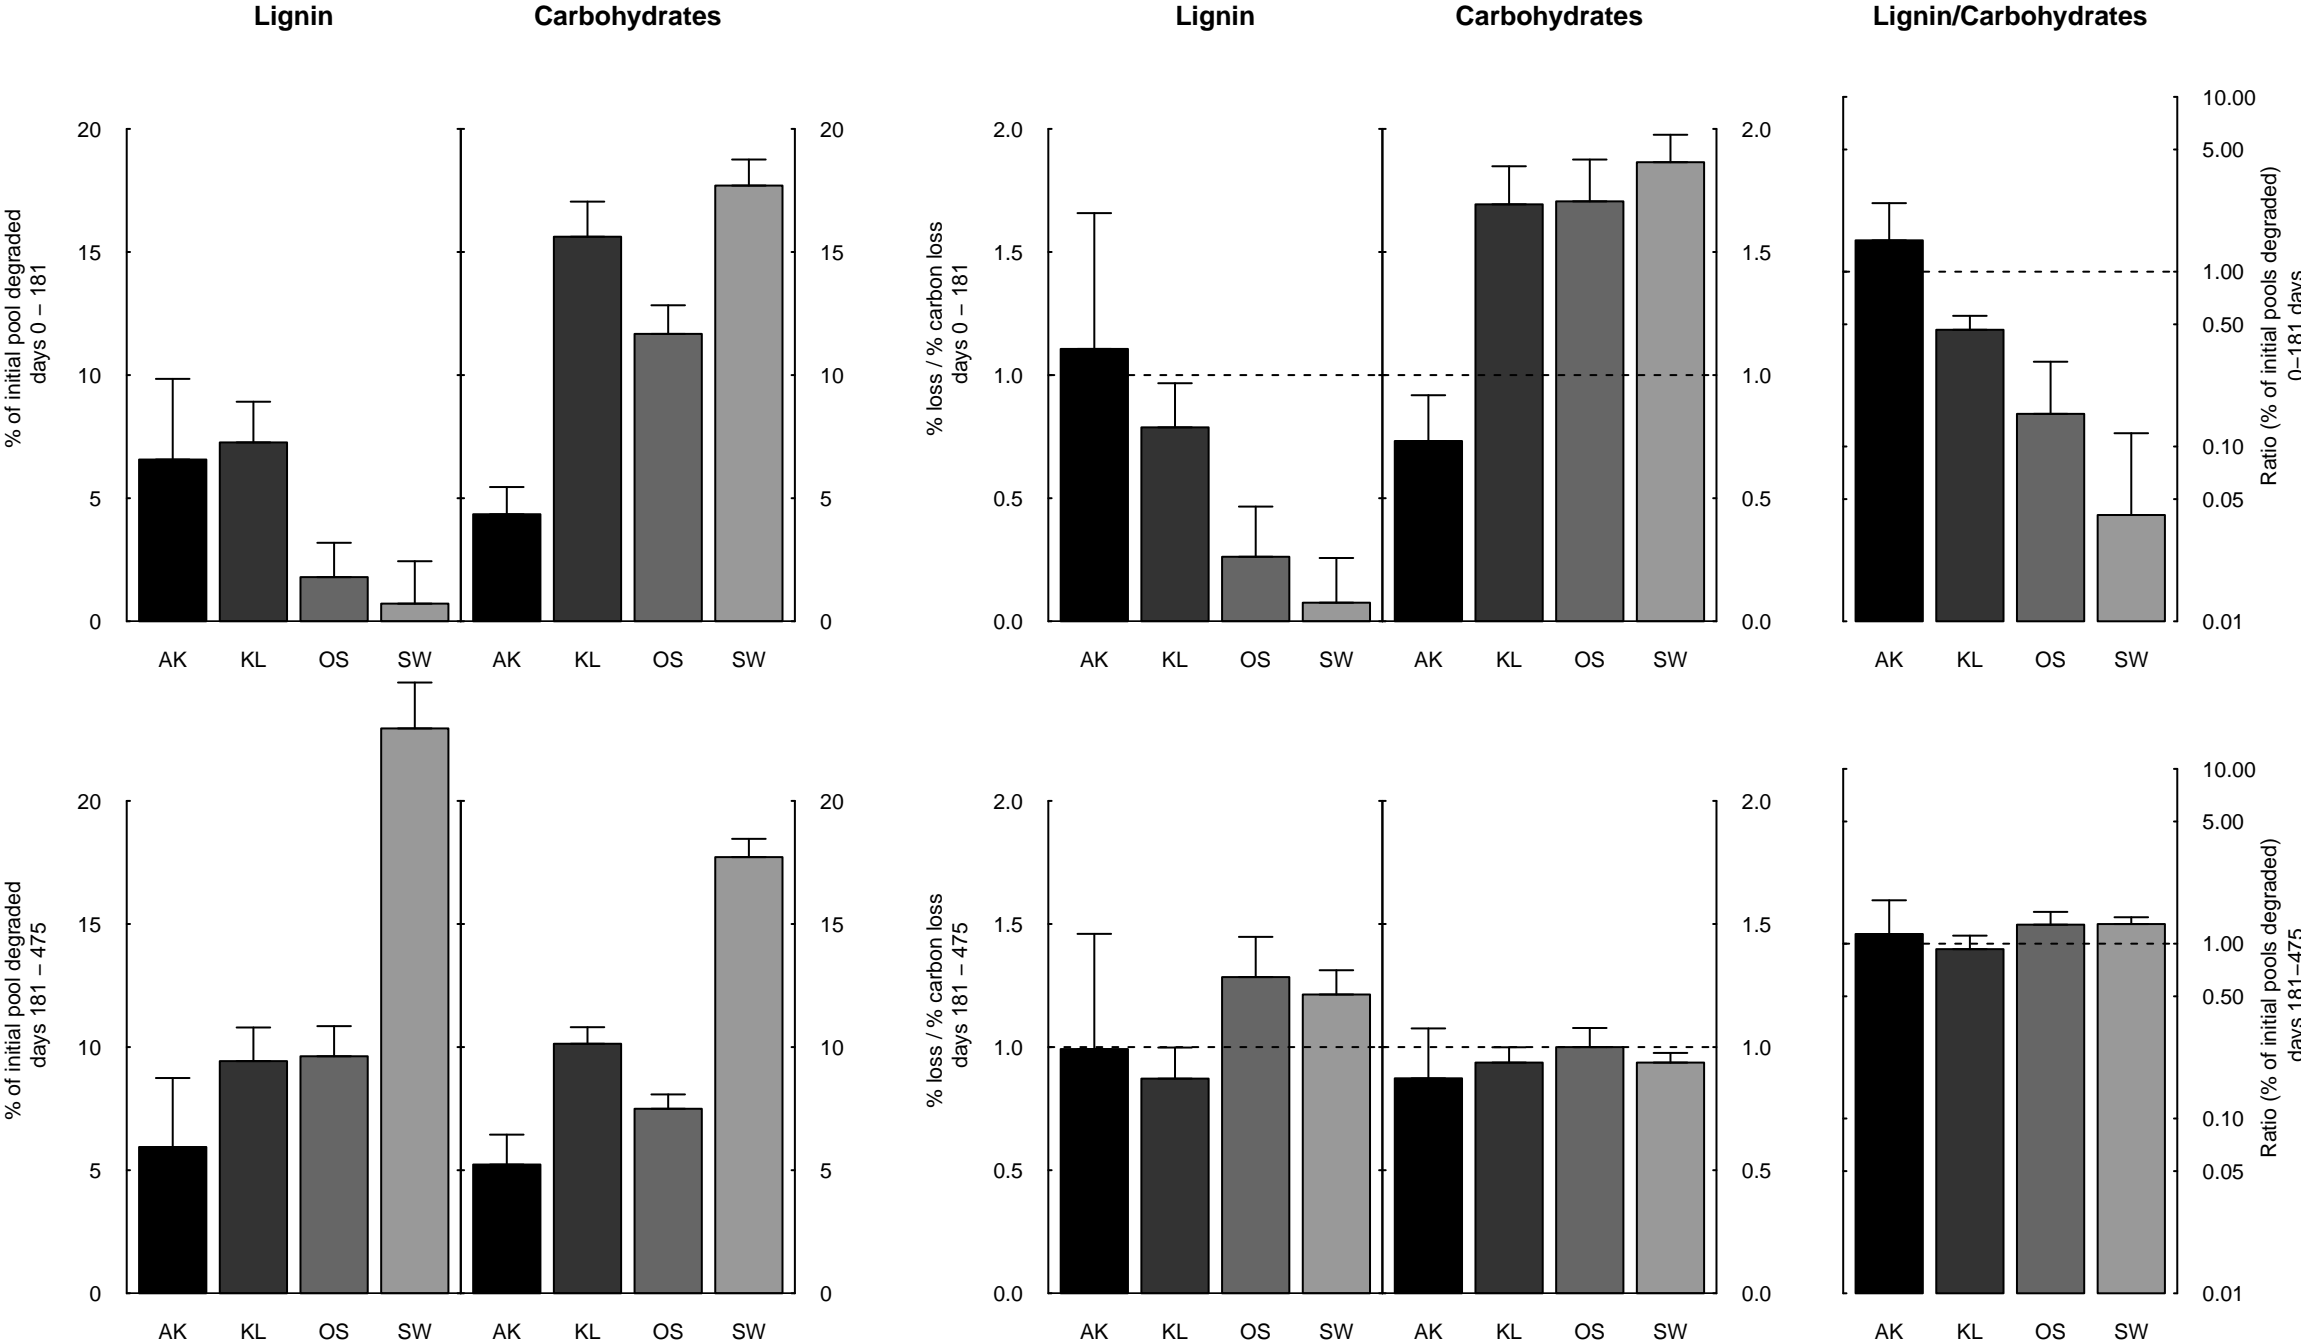 Lignin Carbohydrates Lignin Carbohydrates Lignin/Carbohydrates
% of initial pool degraded
days 0 – 181
20
15
10
5
0
20
15
10
5
0
AK KL OS SW AK KL OS SW
% loss / % carbon loss
days 0 – 181
2.0
1.5
1.0
0.5
0.0
2.0
1.5
1.0
0.5
0.0
AK KL OS SW AK KL OS SW
10.00
5.00
1.00
0.50
0.10
0.05
0.01
Ratio (% of initial pools degraded)
0–181 days
AK KL OS SW
% of initial pool degraded
days 181 – 475
20
15
10
5
0
20
15
10
5
0
AK KL OS SW AK KL OS SW
% loss / % carbon loss
days 181 – 475
2.0
1.5
1.0
0.5
0.0
2.0
1.5
1.0
0.5
0.0
AK KL OS SW AK KL OS SW
10.00
5.00
1.00
0.50
0.10
0.05
0.01
Ratio (% of initial pools degraded)
days 181–475
AK KL OS SW